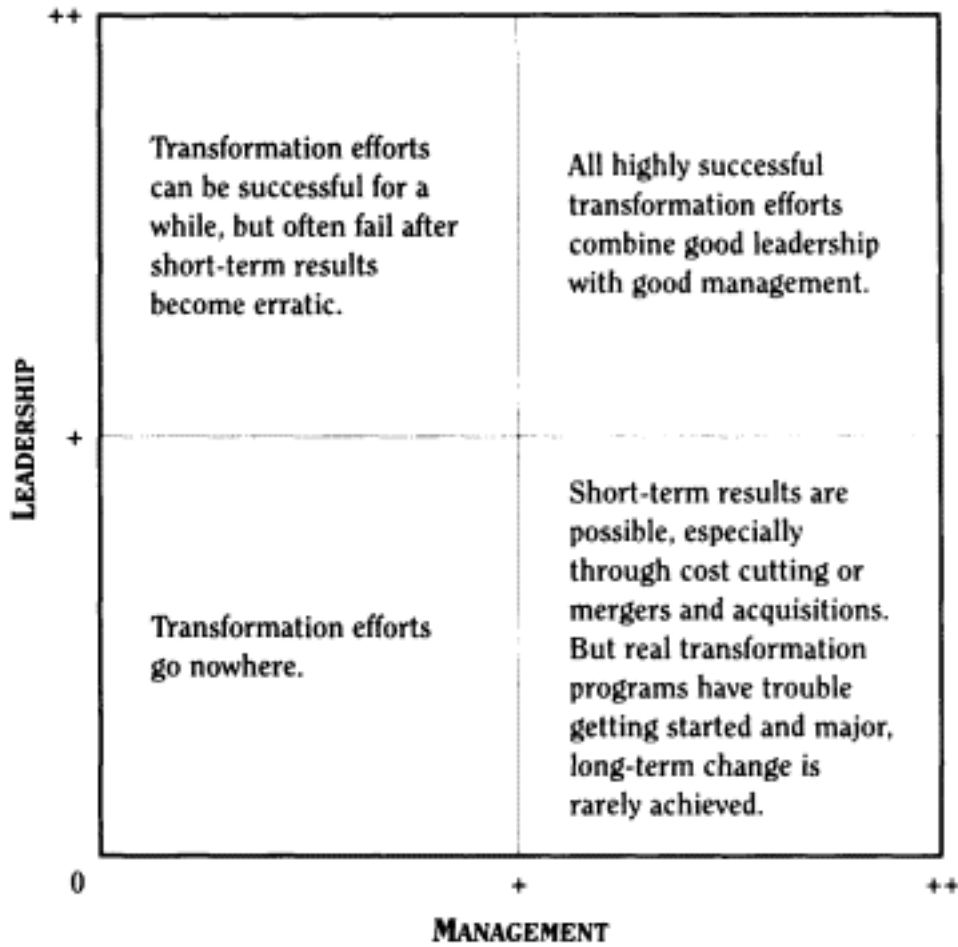 ++
Transformation efforts
can be successful for a
while, but often fail after
short-term results
become erratic.
All highly successful
transformation efforts
combine good leadership
with good management.
LEADERSHIP
+
Transformation efforts
go nowhere.
Short-term results are
possible, especially
through cost cutting or
mergers and acquisitions.
But real transformation
programs have trouble
getting started and major,
long-term change is
rarely achieved.
0
+
++
MANAGEMENT